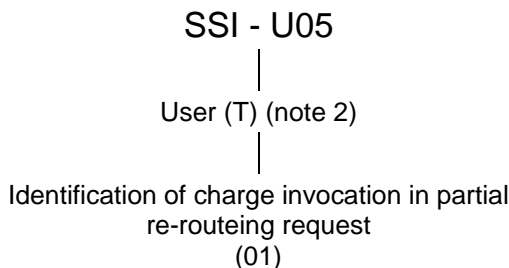 SSI - U05
User (T) (note 2)
Identification of charge invocation in partial
re-routeing request
(01)